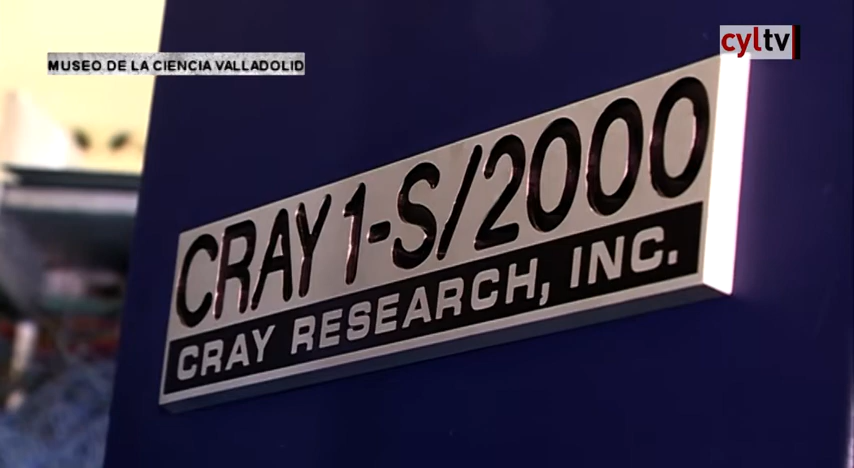 cyltv
MUSEO DE LA CIENCIA VALLADOLID
CRAY 1-S/2000
CRAY RESEARCH, INC.